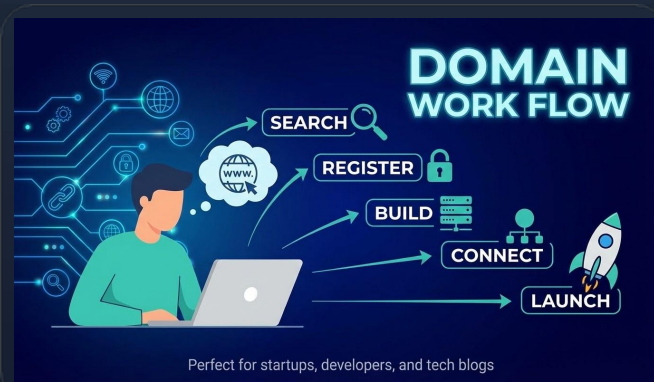 DOMAIN
WORK FLOW
SEARCH
www.
REGISTER
BUILD
CONNECT
LAUNCH
Perfect for startups, developers, and tech blogs